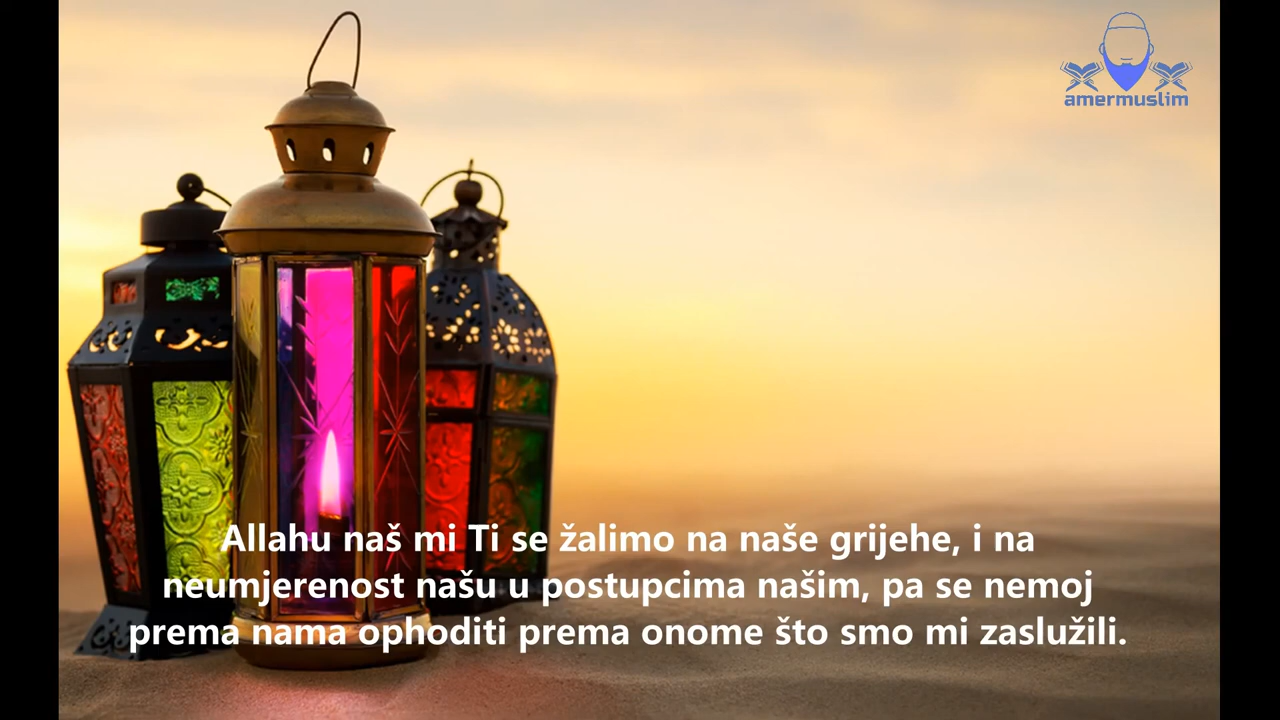 amermuslim
Allahu naš mi Ti se žalimo na naše grijehe, i na
neumjerenost našu u postupcima našim, pa se nemoj
prema nama ophoditi prema onome što smo mi zaslužili.